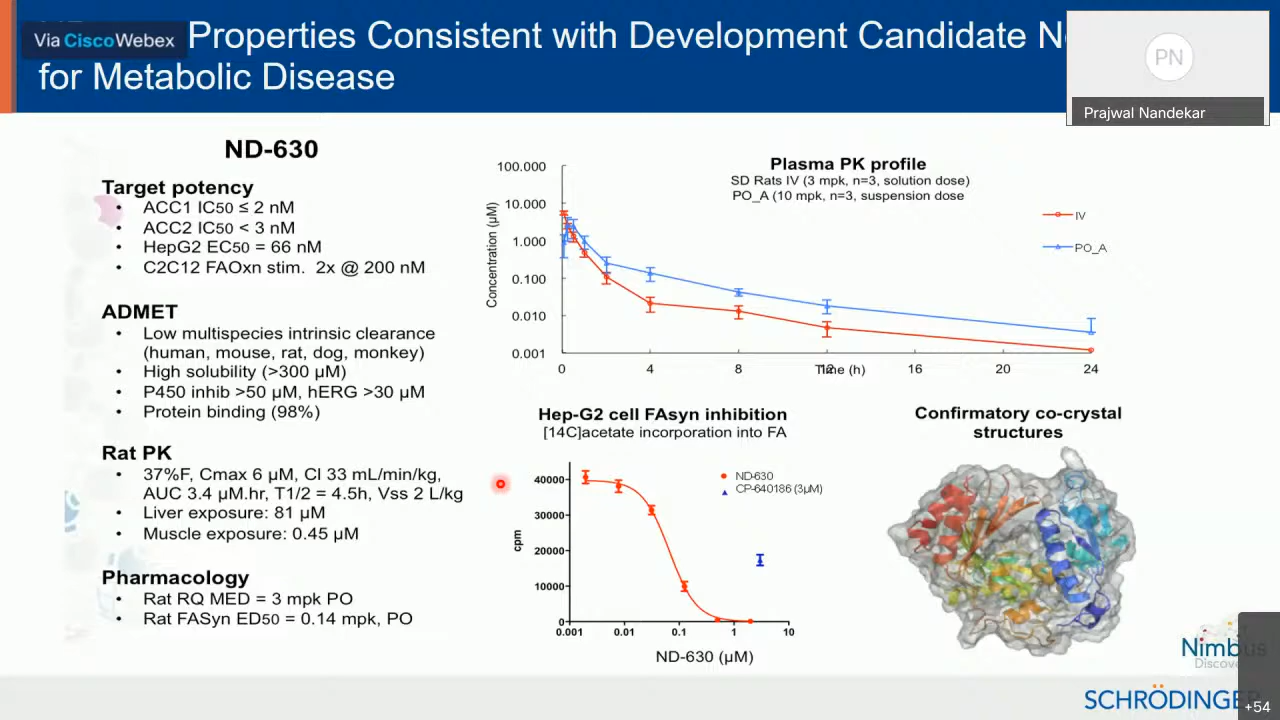 Via Cisco Webex
Properties Consistent with Development Candidate
for Metabolic Disease
PN
Prajwal Nandekar
ND-630
Target potency
• ACC1 IC50 ≤ 2 nM
• ACC2 IC50 < 3 nM
• HepG2 EC50 = 66 nM
• C2C12 FAOxn stim. 2x @ 200 nM
ADMET
• Low multispecies intrinsic clearance
(human, mouse, rat, dog, monkey)
• High solubility (>300 µM)
• P450 inhib >50 µM, hERG >30 µM
• Protein binding (98%)
Rat PK
• 37%F, Cmax 6 µM, Cl 33 mL/min/kg,
AUC 3.4 µM.hr, T1/2 = 4.5h, Vss 2 L/kg
• Liver exposure: 81 µM
• Muscle exposure: 0.45 µM
Pharmacology
• Rat RQ MED = 3 mpk PO
• Rat FASyn ED50 = 0.14 mpk, PO
Plasma PK profile
SD Rats IV (3 mpk, n=3, solution dose)
PO_A (10 mpk, n=3, suspension dose
IV
PO_A
Concentration (µM)
100.000
10.000
1.000
0.100
0.010
0.001
0 4 8 12 16 20 24
Time (h)
Hep-G2 cell FAsyn inhibition
[14C]acetate incorporation into FA
ND-630
CP-640186 (3µM)
cpm
40000
30000
20000
10000
0
0.001 0.01 0.1 1 10
ND-630 (µM)
Confirmatory co-crystal
structures
SCHRÖDINGE
+54